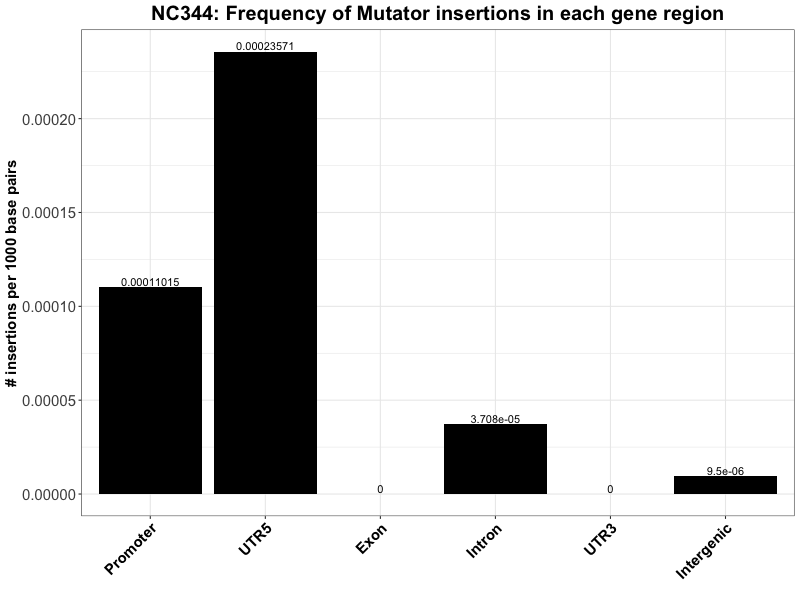 NC344: Frequency of Mutator insertions in each gene region
# insertions per 1000 base pairs
0.00020
0.00015
0.00010
0.00005
0.00000
0.00011015
0.00023571
0
3.708e-05
0
9.5e-06
Promoter
UTR5
Exon
Intron
UTR3
Intergenic